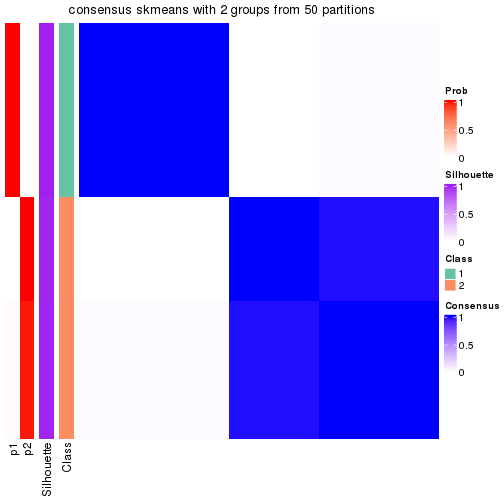 consensus skmeans with 2 groups from 50 partitions
Prob
1
0.5
0
Silhouette
1
0.5
0
Class
1
2
Consensus
1
0.5
0
p1
p2
Silhouette
Class